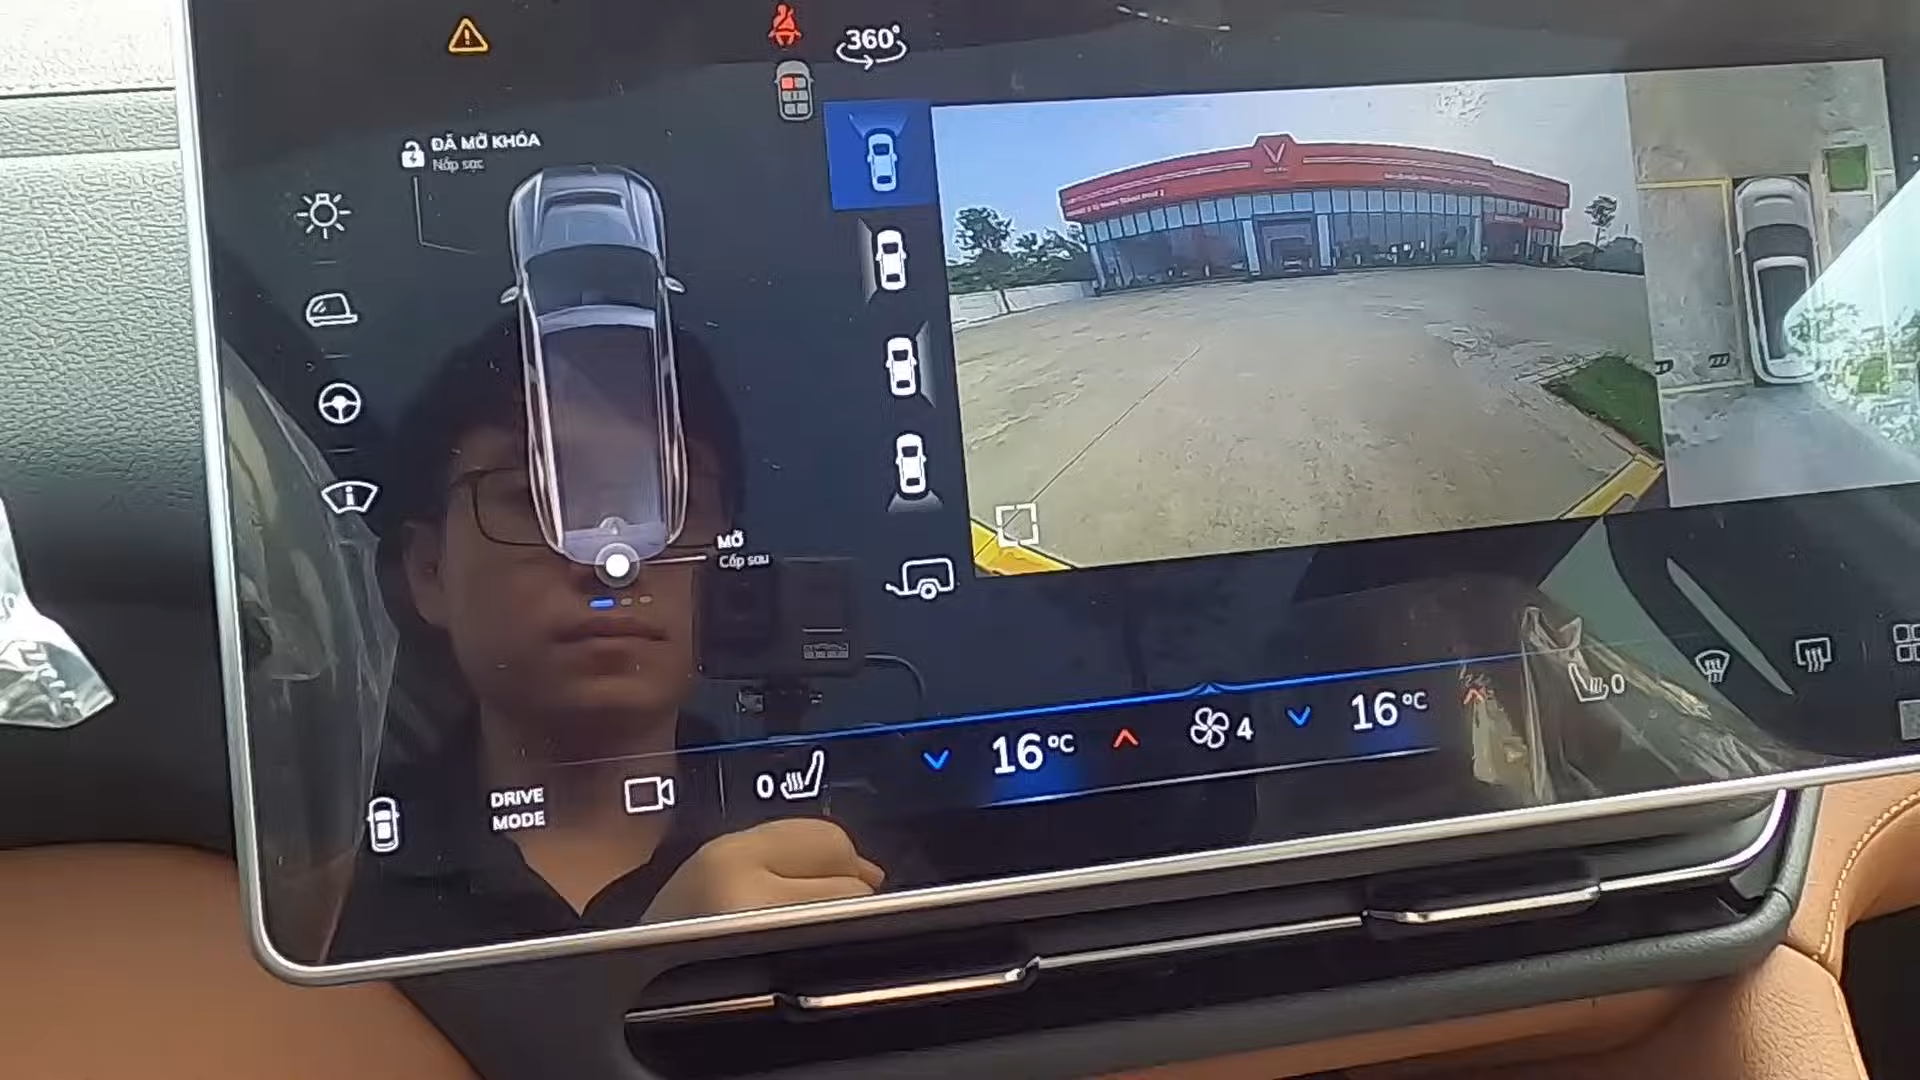 360°
ĐÃ MỞ KHÓA
Nắp sạc
MỞ
Cốp sau
DRIVE
MODE
0
16°C
4
16°C
0